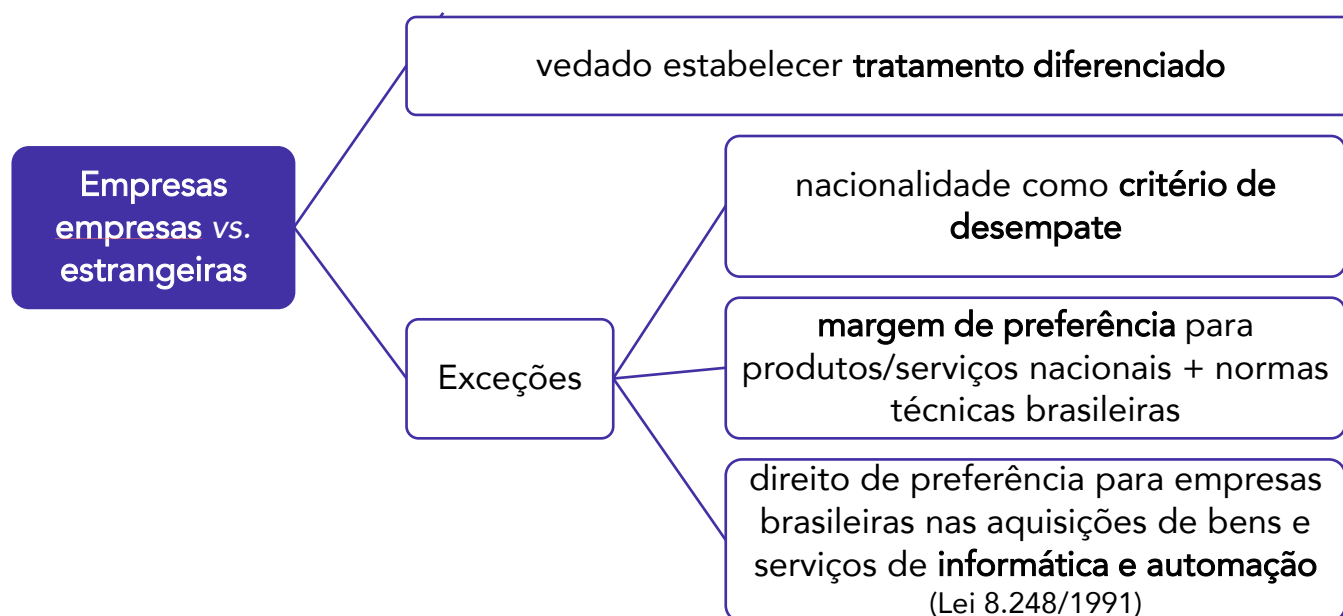 vedado estabelecer tratamento diferenciado
Empresas
empresas vs.
estrangeiras
nacionalidade como critério de
desempate
Exceções
margem de preferência para
produtos/serviços nacionais + normas
técnicas brasileiras
direito de preferência para empresas
brasileiras nas aquisições de bens e
serviços de informática e automação
(Lei 8.248/1991)